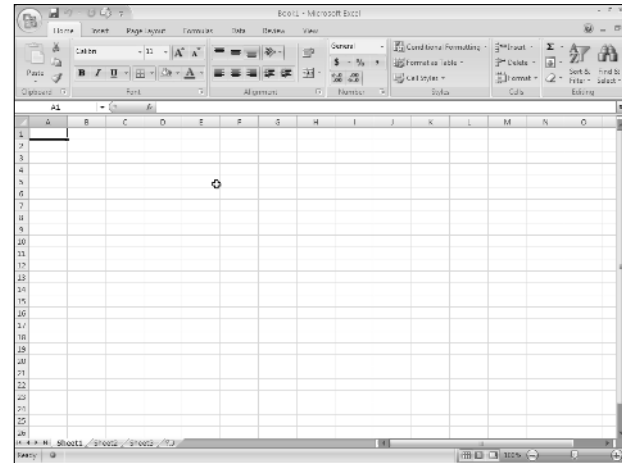 Book1 - Microsoft Excel
Home Insert Page Layout Formulas Data Review View
Calibri 11 A A General Conditional Formatting Insert Σ
Paste B I U A $ % , Format as Table Delete Sort & Find &
Cell Styles Format Filter Select
Clipboard Font Alignment Number Styles Cells Editing
A1 fx
A B C D E F G H I J K L M N O
1
2
3
4
5
6
7
8
9
10
11
12
13
14
15
16
17
18
19
20
21
22
23
24
25
26
Sheet1 Sheet2 Sheet3
Ready 100%